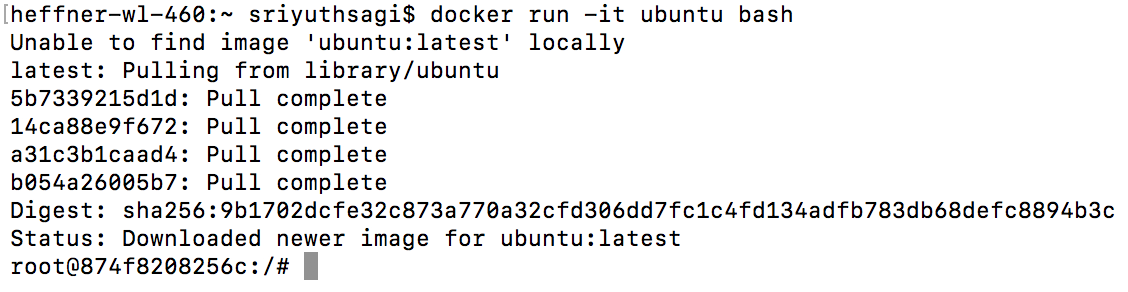 [heffner-wl-460:~ sriyuthsagi$ docker run -it ubuntu bash
Unable to find image 'ubuntu:latest' locally
latest: Pulling from library/ubuntu
5b7339215d1d: Pull complete
14ca88e9f672: Pull complete
a31c3b1caad4: Pull complete
b054a26005b7: Pull complete
Digest: sha256:9b1702dcfe32c873a770a32cfd306dd7fc1c4fd134adfb783db68defc8894b3c
Status: Downloaded newer image for ubuntu:latest
root@874f8208256c:/#